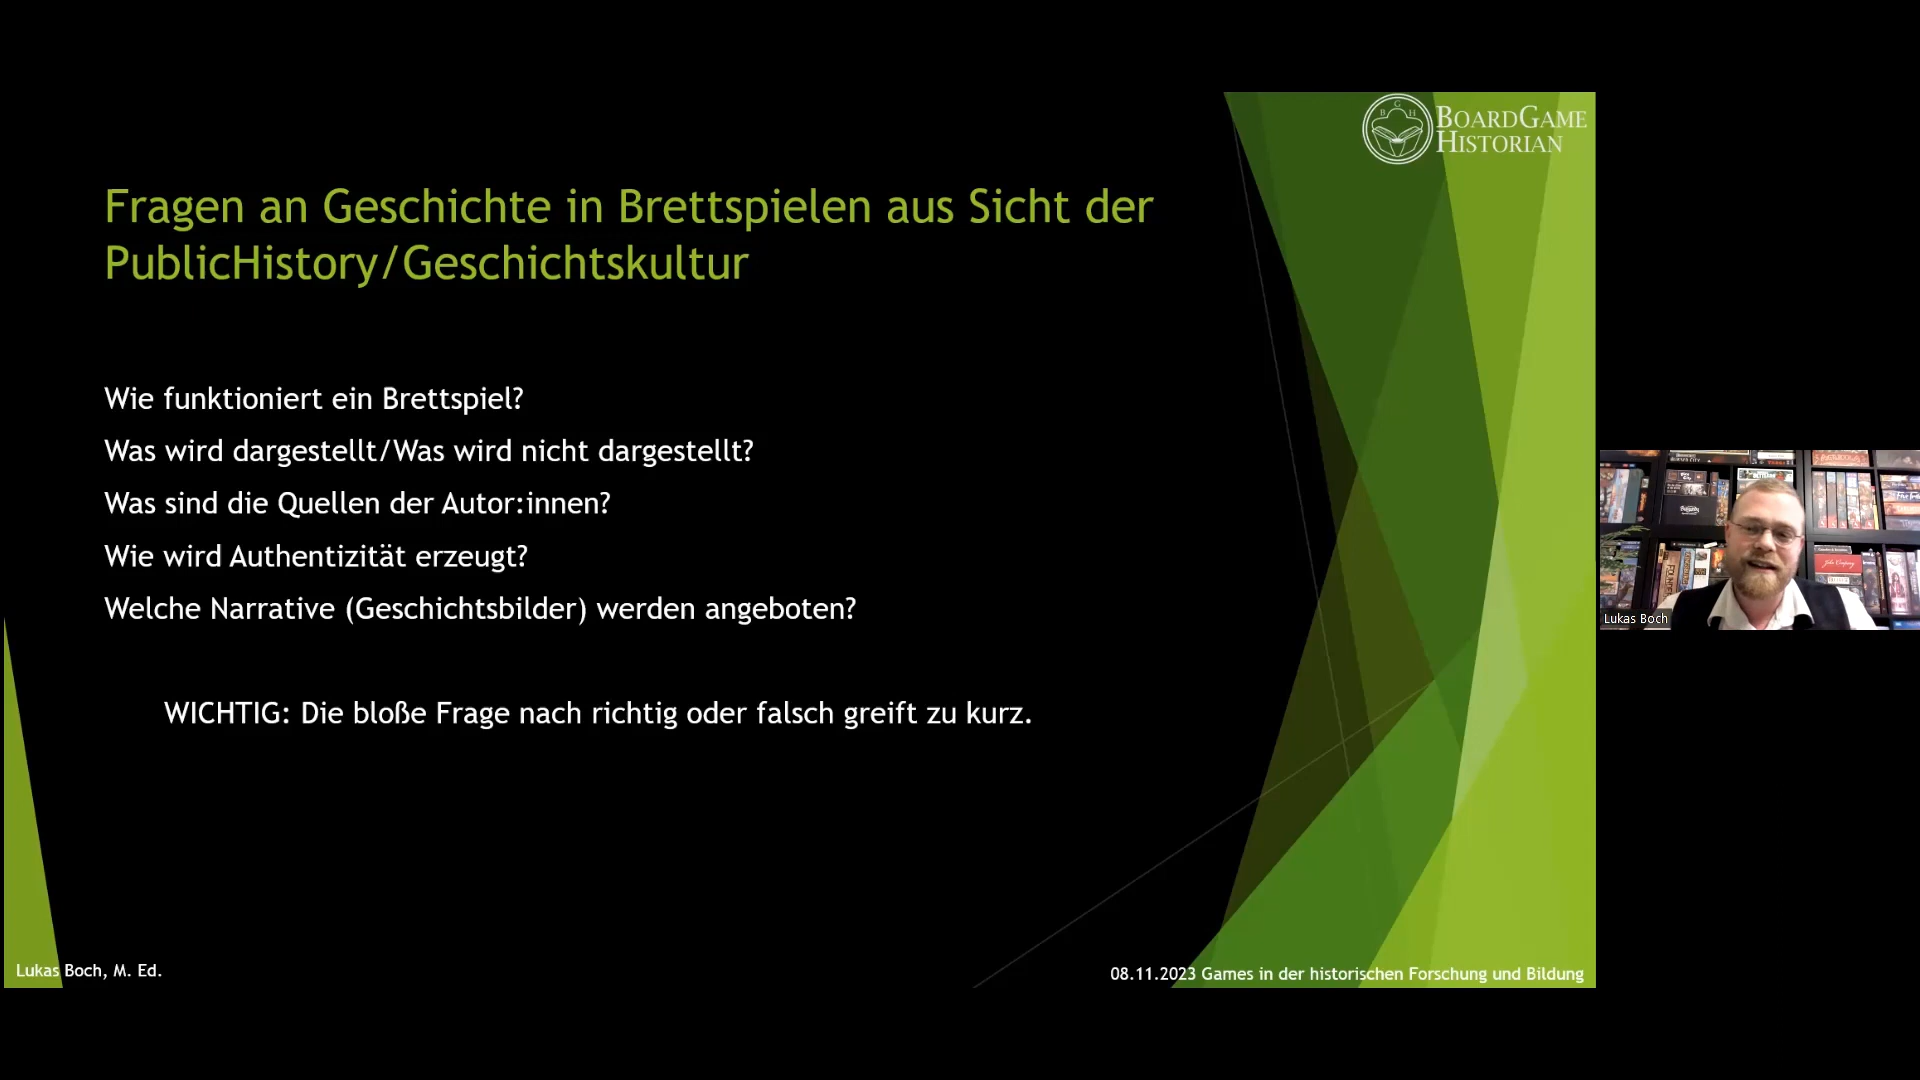 BOARDGAME
HISTORIAN
B G H
Fragen an Geschichte in Brettspielen aus Sicht der
PublicHistory/Geschichtskultur
Wie funktioniert ein Brettspiel?
Was wird dargestellt/Was wird nicht dargestellt?
Was sind die Quellen der Autor:innen?
Wie wird Authentizität erzeugt?
Welche Narrative (Geschichtsbilder) werden angeboten?
WICHTIG: Die bloße Frage nach richtig oder falsch greift zu kurz.
Lukas Boch, M. Ed.
08.11.2023 Games in der historischen Forschung und Bildung
Lukas Boch